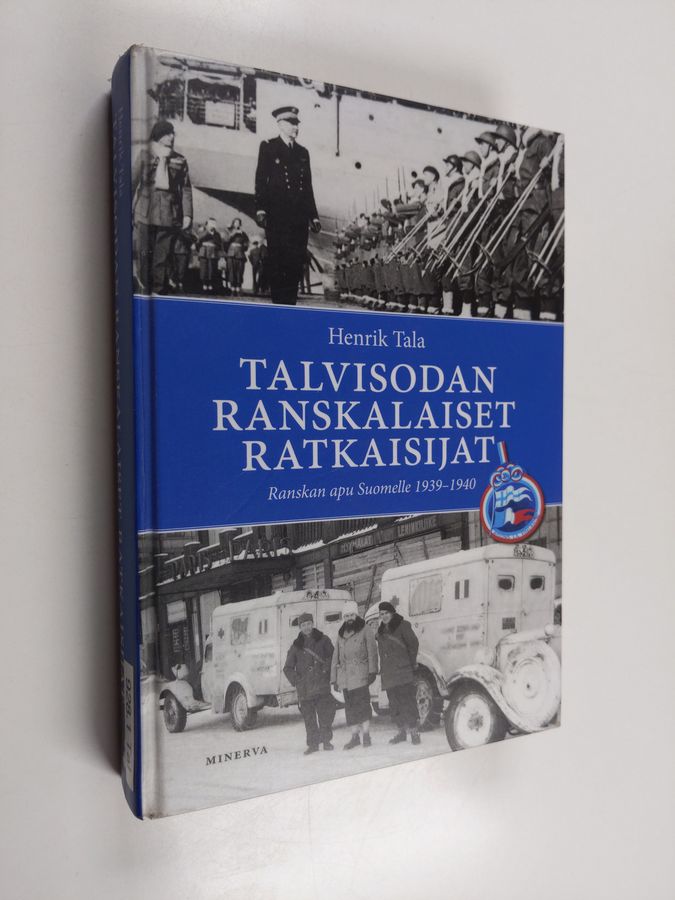 Henrik Tala
TALVISODAN
RANSKALAISET
RATKAISIJAT
Ranskan apu Suomelle 1939–1940
MINERVA